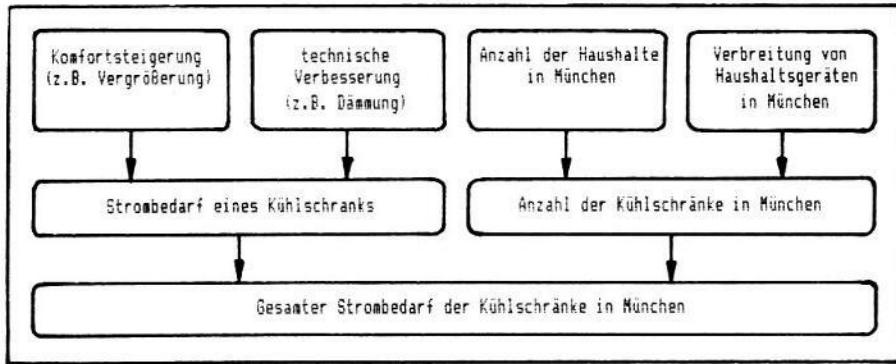 Komfortsteigerung
(z.B. Vergrößerung)
technische
Verbesserung
(z.B. Dämmung)
Anzahl der Haushalte
in München
Verbreitung von
Haushaltsgeräten
in München
Strombedarf eines Kühlschranks
Anzahl der Kühlschränke in München
Gesamter Strombedarf der Kühlschränke in München